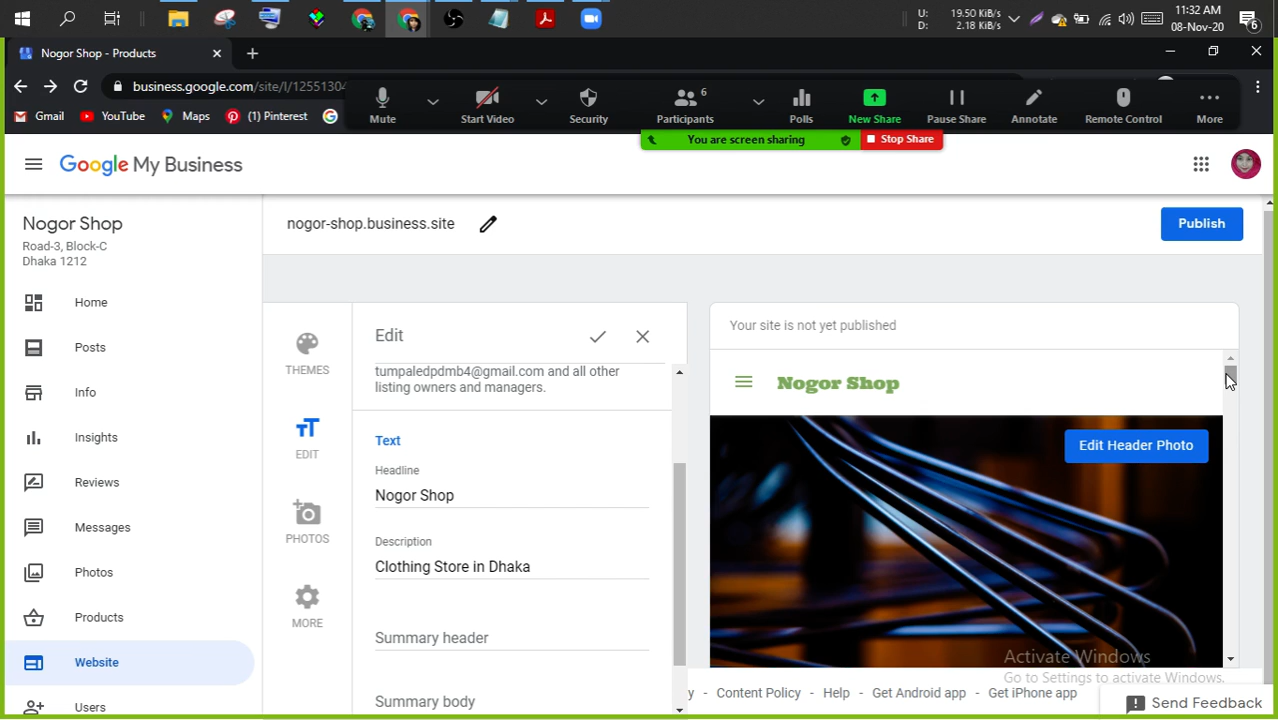 U: 19.50 KiB/s
D: 2.18 KiB/s
11:32 AM
08-Nov-20
6
Nogor Shop - Products
business.google.com/site/l/12551304
Gmail
YouTube
Maps
(1) Pinterest
Mute
Start Video
Security
6
Participants
Polls
New Share
Pause Share
Annotate
Remote Control
More
You are screen sharing
Stop Share
Google My Business
Nogor Shop
Road-3, Block-C
Dhaka 1212
Home
Posts
Info
Insights
Reviews
Messages
Photos
Products
Website
Users
nogor-shop.business.site
Publish
THEMES
EDIT
PHOTOS
MORE
Edit
tumpaledpdmb4@gmail.com and all other
listing owners and managers.
Text
Headline
Nogor Shop
Description
Clothing Store in Dhaka
Summary header
Summary body
Your site is not yet published
Nogor Shop
Edit Header Photo
Activate Windows
Go to Settings to activate Windows.
y - Content Policy - Help - Get Android app - Get iPhone app
Send Feedback